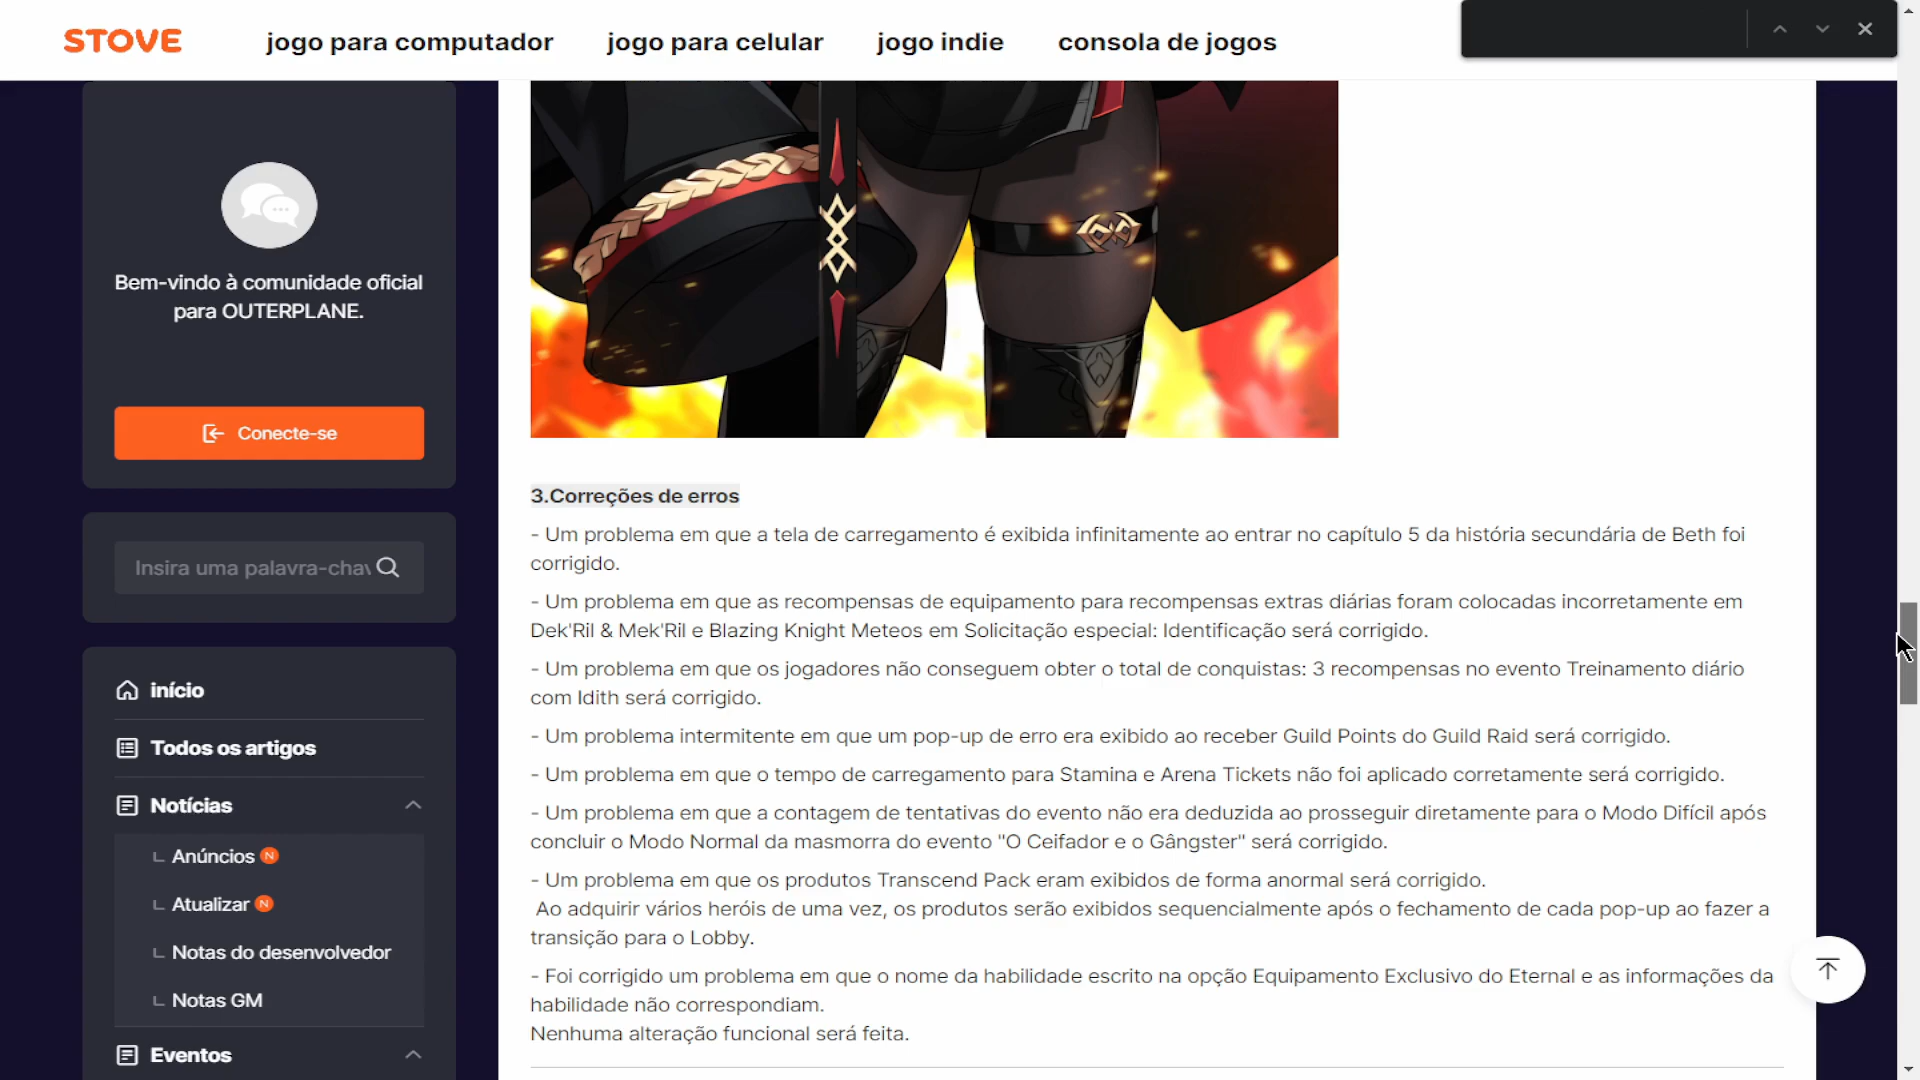 STOVE
jogo para computador
jogo para celular
jogo indie
consola de jogos
Bem-vindo à comunidade oficial
para OUTERPLANE.
Conecte-se
Insira uma palavra-chav
início
Todos os artigos
Notícias
Anúncios N
Atualizar N
Notas do desenvolvedor
Notas GM
Eventos
3.Correções de erros
- Um problema em que a tela de carregamento é exibida infinitamente ao entrar no capítulo 5 da história secundária de Beth foi
corrigido.
- Um problema em que as recompensas de equipamento para recompensas extras diárias foram colocadas incorretamente em
Dek'Ril & Mek'Ril e Blazing Knight Meteos em Solicitação especial: Identificação será corrigido.
- Um problema em que os jogadores não conseguem obter o total de conquistas: 3 recompensas no evento Treinamento diário
com Idith será corrigido.
- Um problema intermitente em que um pop-up de erro era exibido ao receber Guild Points do Guild Raid será corrigido.
- Um problema em que o tempo de carregamento para Stamina e Arena Tickets não foi aplicado corretamente será corrigido.
- Um problema em que a contagem de tentativas do evento não era deduzida ao prosseguir diretamente para o Modo Difícil após
concluir o Modo Normal da masmorra do evento "O Ceifador e o Gângster" será corrigido.
- Um problema em que os produtos Transcend Pack eram exibidos de forma anormal será corrigido.
Ao adquirir vários heróis de uma vez, os produtos serão exibidos sequencialmente após o fechamento de cada pop-up ao fazer a
transição para o Lobby.
- Foi corrigido um problema em que o nome da habilidade escrito na opção Equipamento Exclusivo do Eternal e as informações da
habilidade não correspondiam.
Nenhuma alteração funcional será feita.